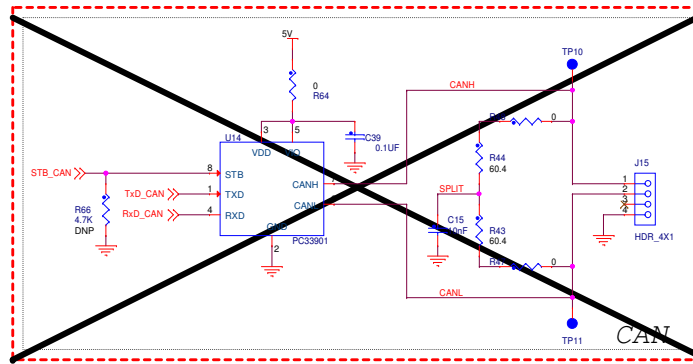 TP10
5V
CANH
0
R64
0
U14
3
5
C39
0.1UF
VDD
R44
60.4
J15
STB_CAN
8
STB
CANH
1
2
3
4
TxD_CAN
1
TXD
SPLIT
RxD_CAN
4
RXD
CANL
R66
4.7K
DNP
C15
10nF
R43
60.4
GND
2
PC33901
HDR_4X1
0
CANL
CAN
TP11